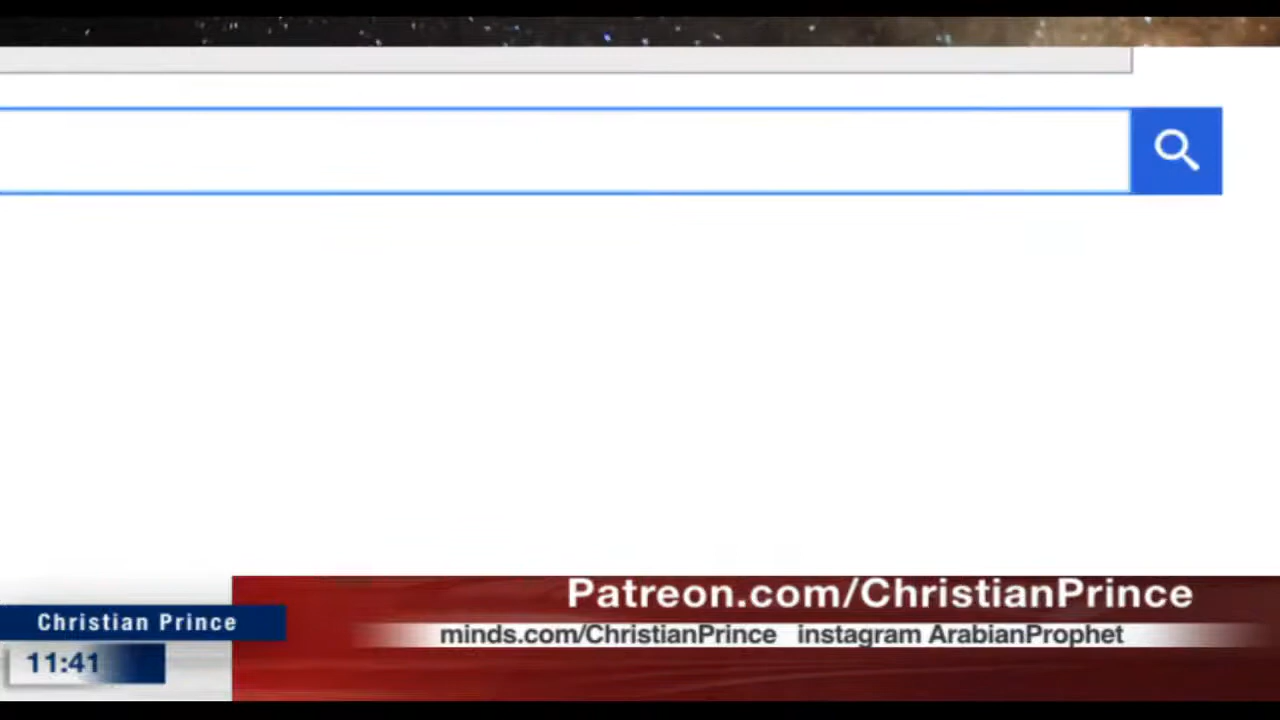 Patreon.com/ChristianPrince
Christian Prince
minds.com/ChristianPrince instagram ArabianProphet
11:41